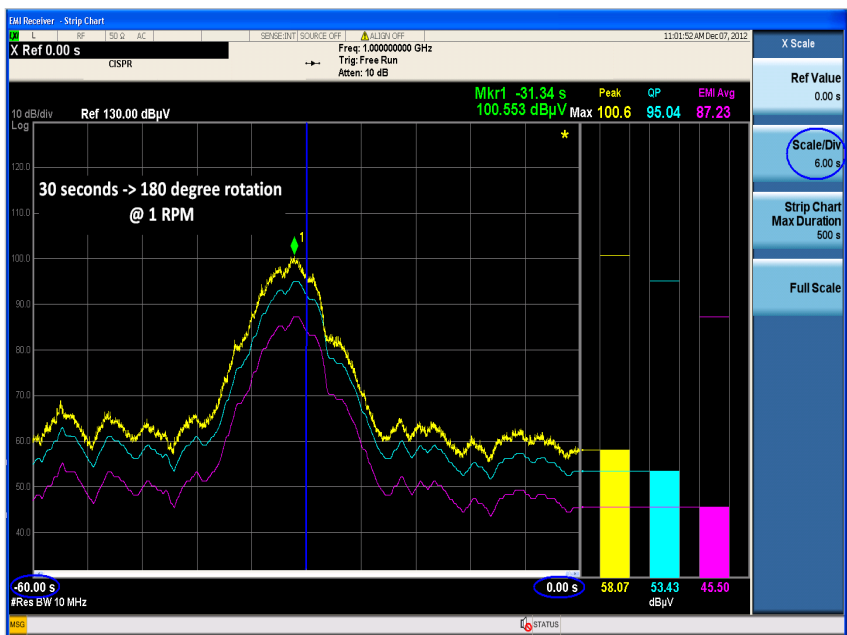 EMI Receiver - Strip Chart
LXI L RF 50 Ω AC SENSE:INT SOURCE OFF ALIGN OFF 11:01:52 AM Dec 07, 2012
X Ref 0.00 s
CISPR
Freq: 1.000000000 GHz
Trig: Free Run
Atten: 10 dB
Mkr1 -31.34 s
100.553 dBμV
Peak QP EMI Avg
Max 100.6 95.04 87.23
10 dB/div Ref 130.00 dBμV
Log
*
120.0
30 seconds -> 180 degree rotation
@ 1 RPM
110.0
1
100.0
90.0
80.0
70.0
60.0
50.0
40.0
-60.00 s 0.00 s
58.07 53.43 45.50
dBμV
#Res BW 10 MHz
MSG STATUS
X Scale
Ref Value
0.00 s
Scale/Div
6.00 s
Strip Chart
Max Duration
500 s
Full Scale